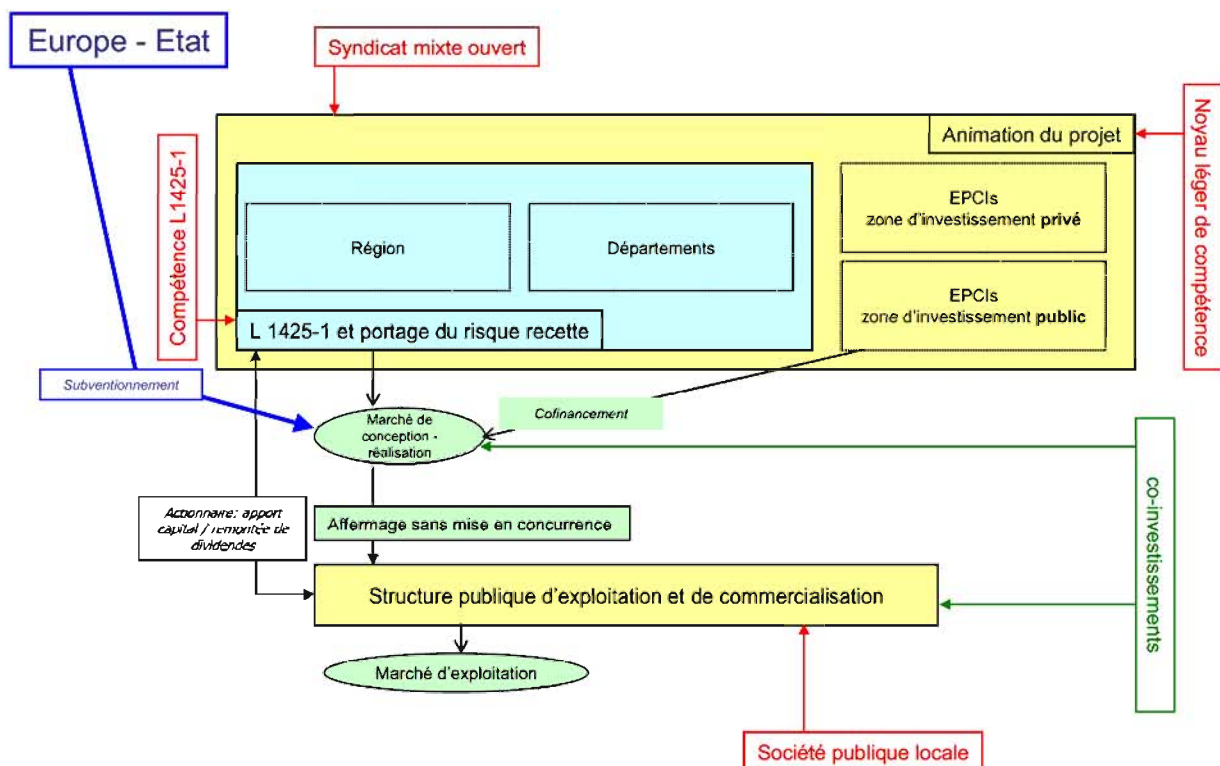 Europe - Etat
Syndicat mixte ouvert
Noyau léger de compétence
Animation du projet
Compétence L1425-1
Région
Départements
EPCIs
zone d'investissement privé
EPCIs
zone d'investissement public
L 1425-1 et portage du risque recette
Subventionnement
Cofinancement
Marché de
conception -
réalisation
Actionnaire: apport
capital / remontée de
dividendes
Affermage sans mise en concurrence
co-investissements
Structure publique d'exploitation et de commercialisation
Marché d'exploitation
Société publique locale